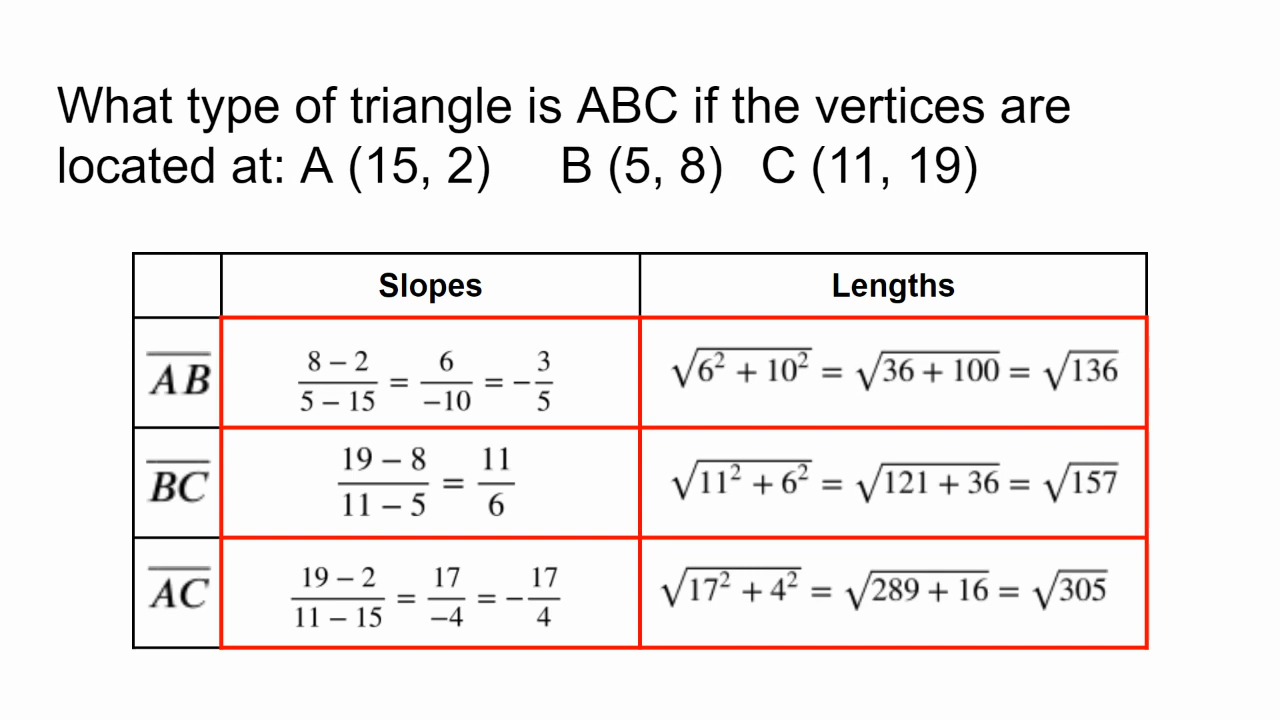 What type of triangle is ABC if the vertices are
located at: A (15, 2) B (5, 8) C (11, 19)
Slopes Lengths
AB (8 − 2)/(5 − 15) = 6/(−10) = −3/5 √(6² + 10²) = √(36 + 100) = √136
BC (19 − 8)/(11 − 5) = 11/6 √(11² + 6²) = √(121 + 36) = √157
AC (19 − 2)/(11 − 15) = 17/(−4) = −17/4 √(17² + 4²) = √(289 + 16) = √305